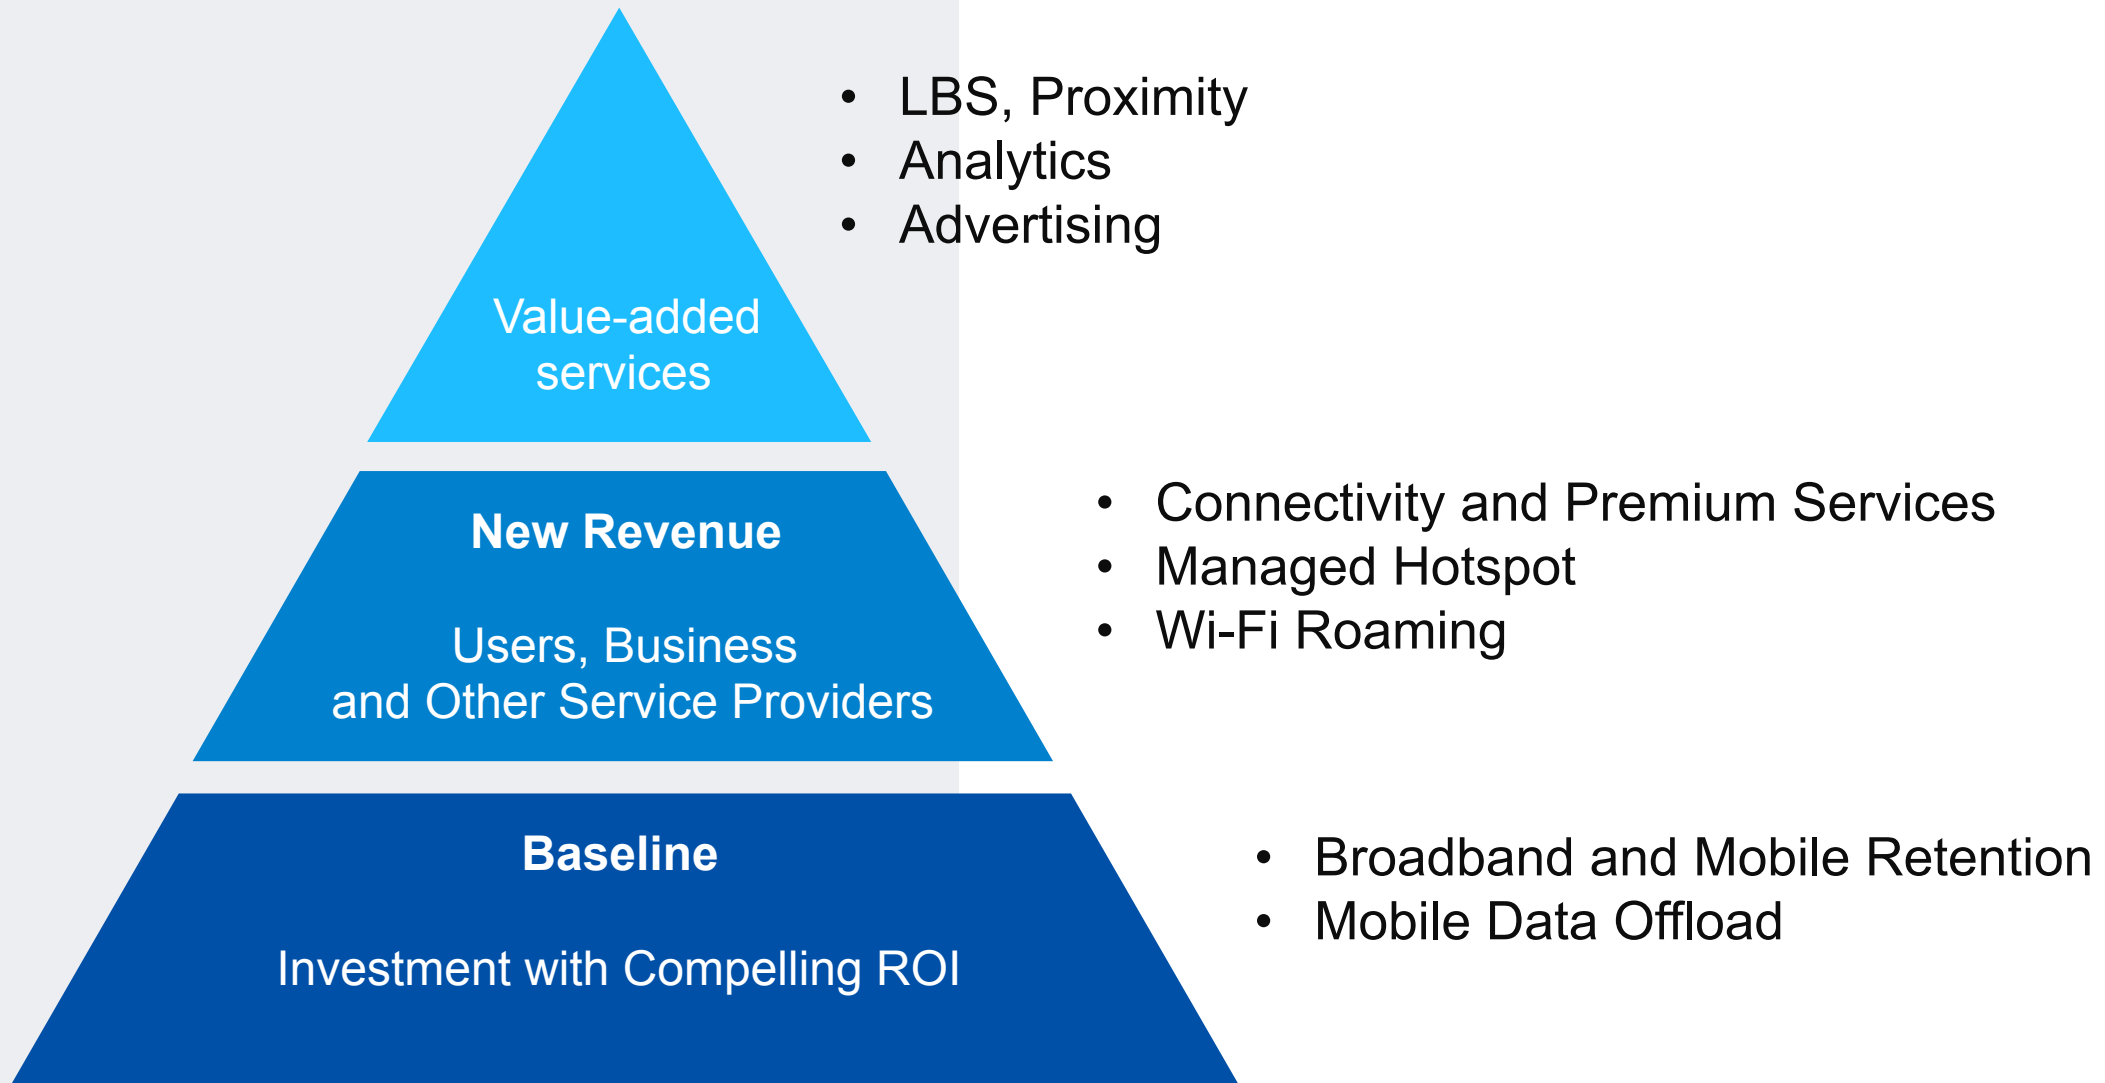 • LBS, Proximity
• Analytics
• Advertising
Value-added
services
New Revenue
Users, Business
and Other Service Providers
• Connectivity and Premium Services
• Managed Hotspot
• Wi-Fi Roaming
Baseline
Investment with Compelling ROI
• Broadband and Mobile Retention
• Mobile Data Offload